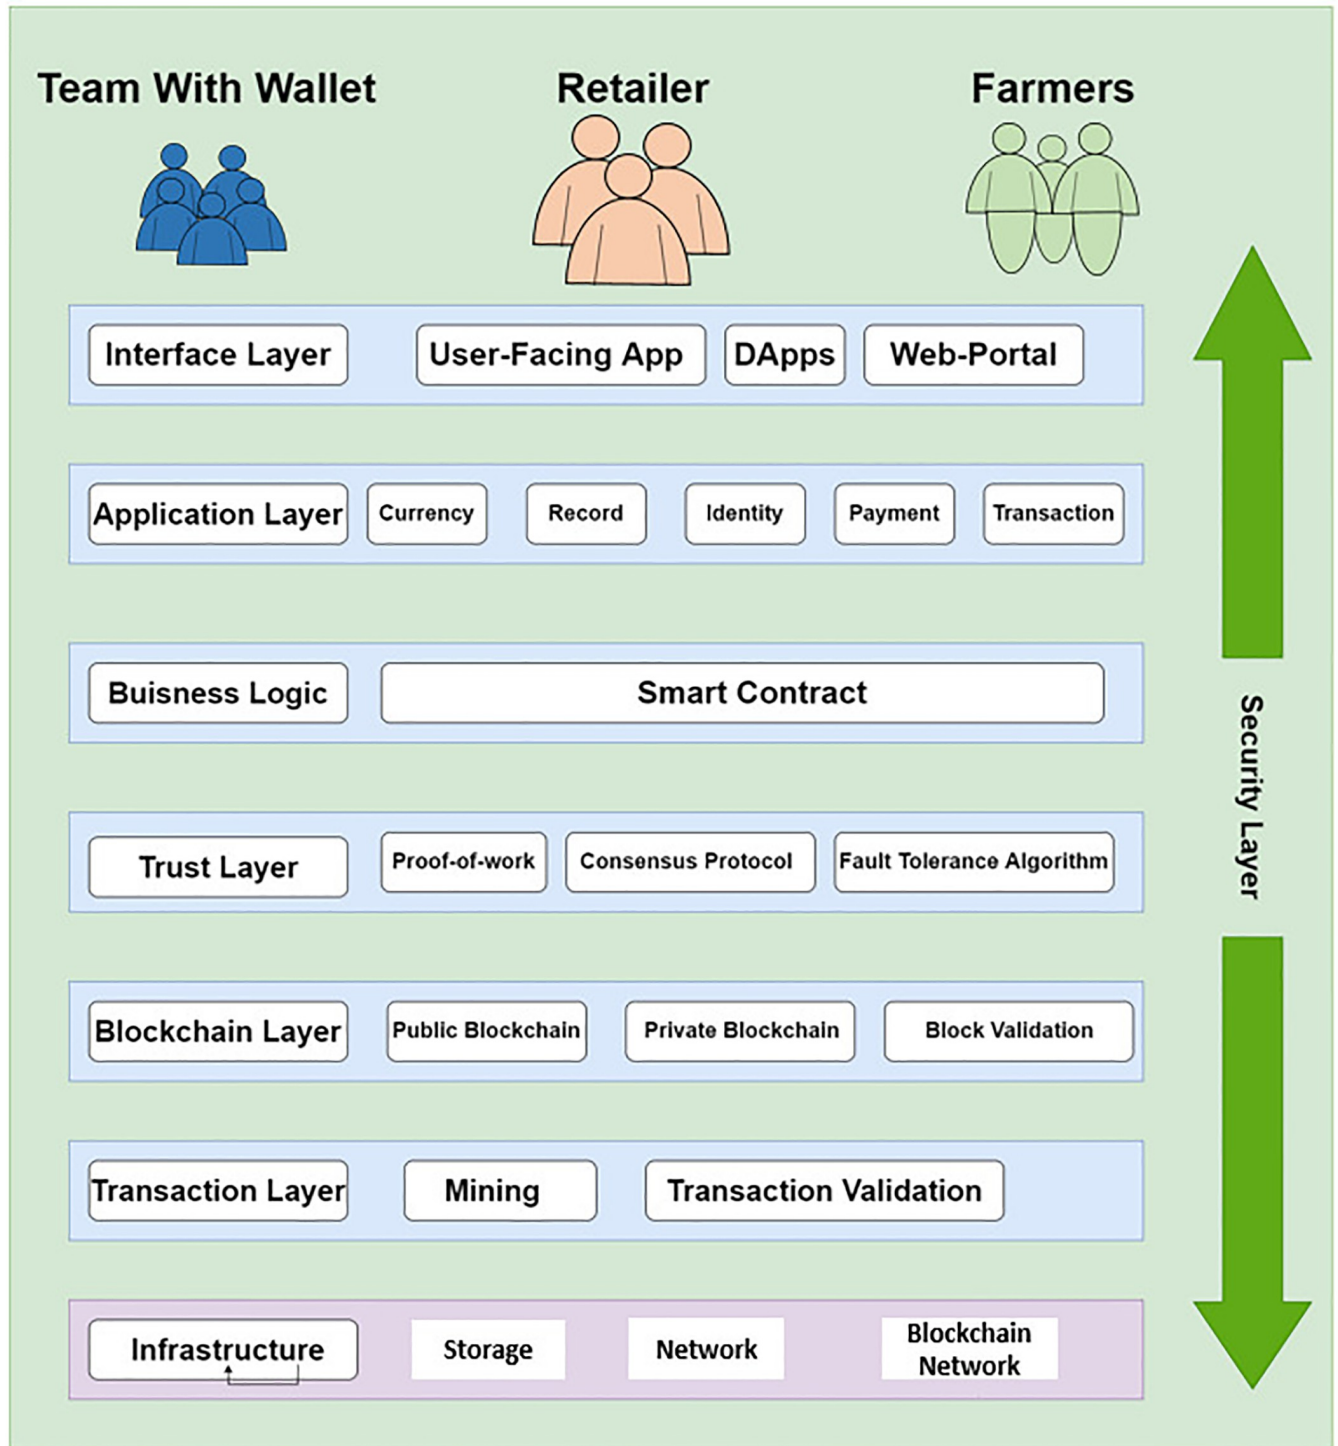 Team With Wallet Retailer Farmers
Interface Layer User-Facing App DApps Web-Portal
Application Layer Currency Record Identity Payment Transaction
Buisness Logic Smart Contract
Security Layer
Trust Layer Proof-of-work Consensus Protocol Fault Tolerance Algorithm
Blockchain Layer Public Blockchain Private Blockchain Block Validation
Transaction Layer Mining Transaction Validation
Infrastructure Storage Network Blockchain
Network